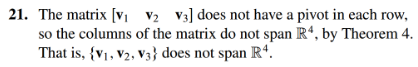 21. The matrix [v₁ v₂ v₃] does not have a pivot in each row,
so the columns of the matrix do not span ℝ⁴, by Theorem 4.
That is, {v₁, v₂, v₃} does not span ℝ⁴.